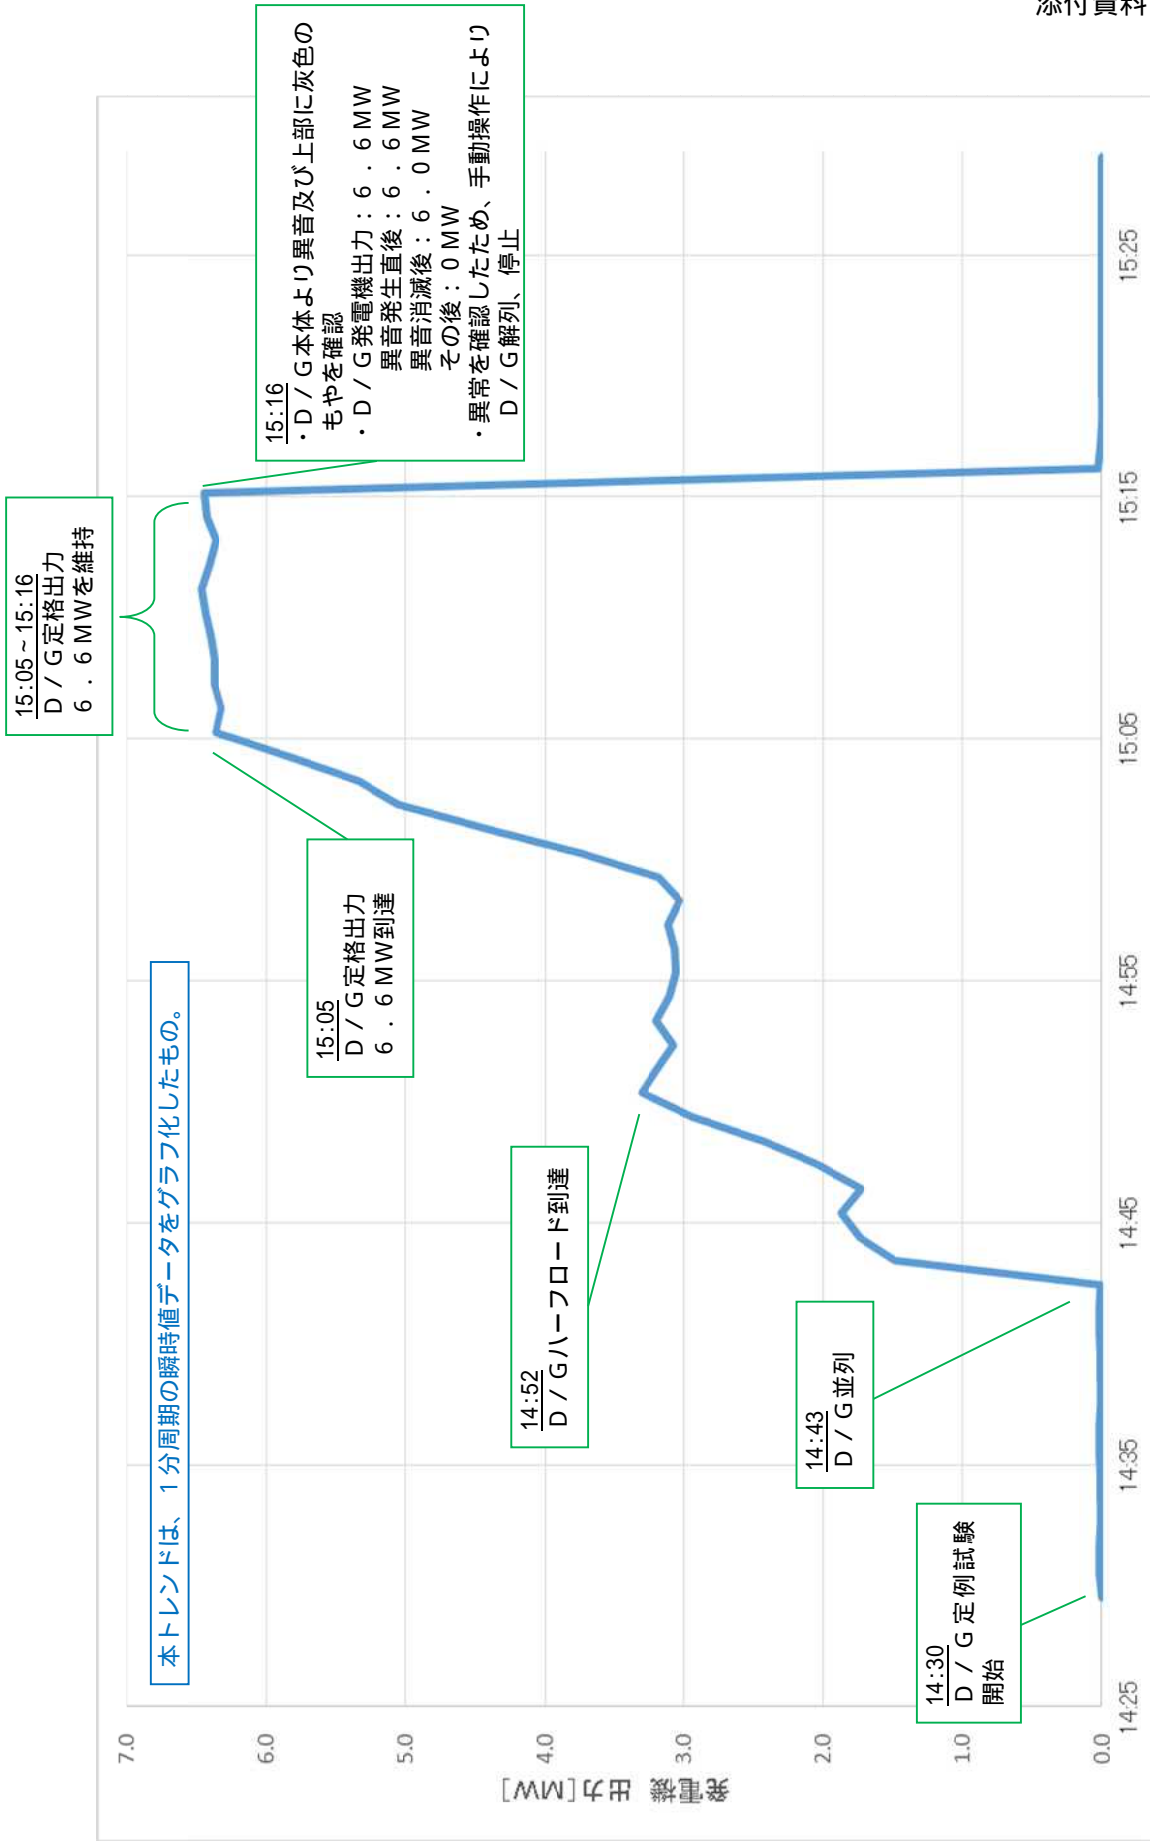 添付資料
本トレンドは、１分周期の瞬時値データをグラフ化したもの。
14:30
Ｄ／Ｇ定例試験
開始
14:43
Ｄ／Ｇ並列
14:52
Ｄ／Ｇハーフロード到達
15:05
Ｄ／Ｇ定格出力
６．６MW到達
15:05～15:16
Ｄ／Ｇ定格出力
６．６MWを維持
15:16
・Ｄ／Ｇ本体より異音及び上部に灰色の
もやを確認
・Ｄ／Ｇ発電機出力：６．６MW
異音発生直後：６．６MW
異音消滅後：６．０MW
その後：０MW
・異常を確認したため、手動操作により
Ｄ／Ｇ解列、停止
発電機 出力[MW]
7.0
6.0
5.0
4.0
3.0
2.0
1.0
0.0
14:25
14:35
14:45
14:55
15:05
15:15
15:25